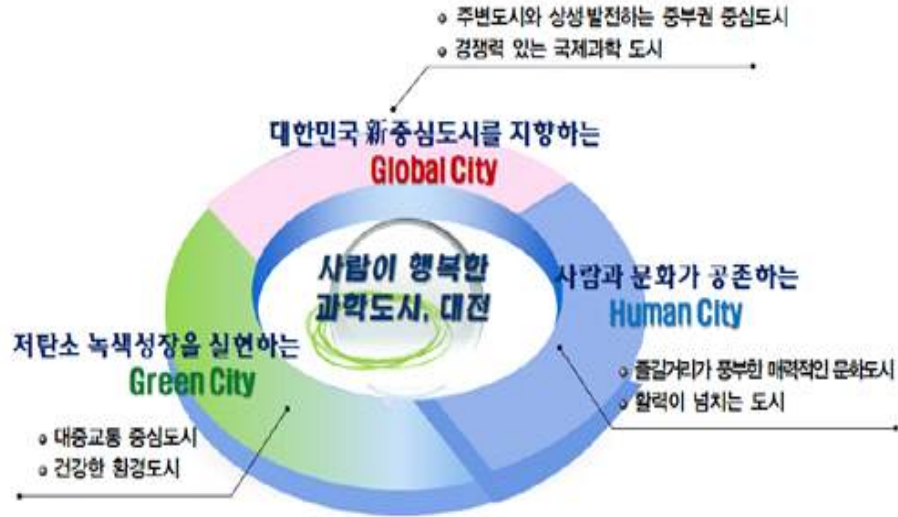 주변도시와 상생발전하는 중부권 중심도시
경쟁력 있는 국제과학 도시
대한민국 新중심도시를 지향하는
Global City
사람이 행복한
과학도시, 대전
사람과 문화가 공존하는
Human City
즐길거리가 풍부한 매력적인 문화도시
활력이 넘치는 도시
저탄소 녹색성장을 실현하는
Green City
대중교통 중심도시
건강한 환경도시